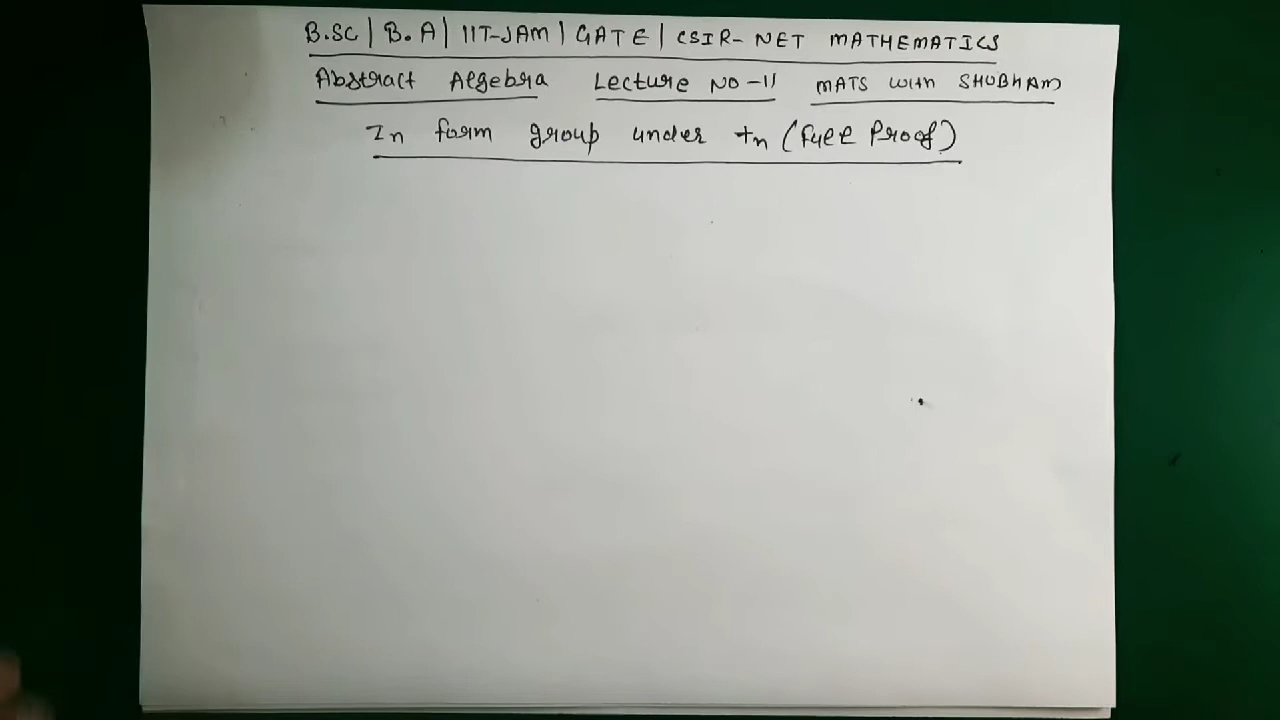 B.SC | B.A | IIT-JAM | GATE | CSIR-NET MATHEMATICS
Abstract Algebra Lecture NO-11 MATS with SHUBHAM
Zn form group under +n (Full Proof)